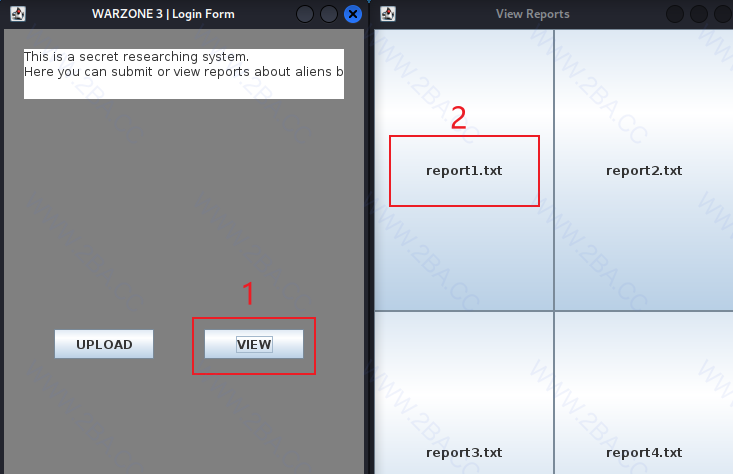 WARZONE 3 | Login Form
This is a secret researching system.
Here you can submit or view reports about aliens b
1
UPLOAD
VIEW
View Reports
2
report1.txt
report2.txt
report3.txt
report4.txt
WWW.2BA.CC